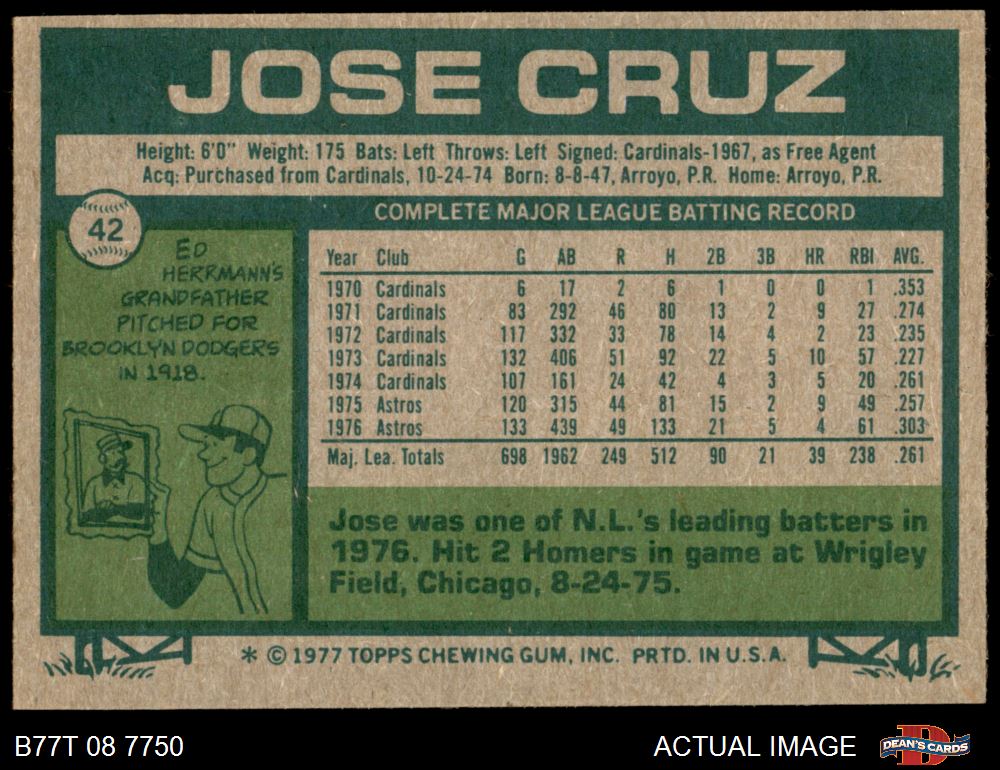 JOSE CRUZ
Height: 6'0" Weight: 175 Bats: Left Throws: Left Signed: Cardinals-1967, as Free Agent
Acq: Purchased from Cardinals, 10-24-74 Born: 8-8-47, Arroyo, P.R. Home: Arroyo, P.R.
42
ED
HERRMANN'S
GRANDFATHER
PITCHED FOR
BROOKLYN DODGERS
IN 1918.
COMPLETE MAJOR LEAGUE BATTING RECORD
Year Club G AB R H 2B 3B HR RBI AVG.
1970 Cardinals 6 17 2 6 1 0 0 1 .353
1971 Cardinals 83 292 46 80 13 2 9 27 .274
1972 Cardinals 117 332 33 78 14 4 2 23 .235
1973 Cardinals 132 406 51 92 22 5 10 57 .227
1974 Cardinals 107 161 24 42 4 3 5 20 .261
1975 Astros 120 315 44 81 15 2 9 49 .257
1976 Astros 133 439 49 133 21 5 4 61 .303
Maj. Lea. Totals 698 1962 249 512 90 21 39 238 .261
Jose was one of N.L.'s leading batters in
1976. Hit 2 Homers in game at Wrigley
Field, Chicago, 8-24-75.
* © 1977 TOPPS CHEWING GUM, INC. PRTD. IN U.S.A.
B77T 08 7750
ACTUAL IMAGE
DEAN'S CARDS